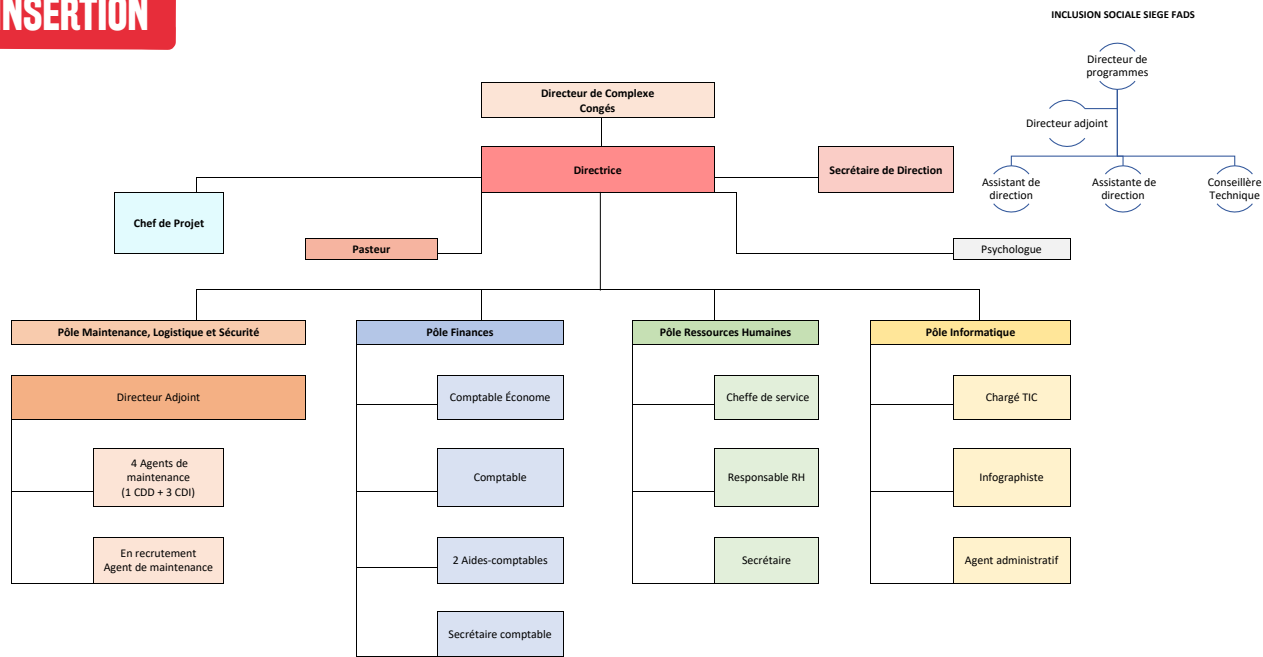 INSERTION
INCLUSION SOCIALE SIEGE FADS
Directeur de
programmes
Directeur adjoint
Assistant de
direction
Assistante de
direction
Conseillère
Technique
Directeur de Complexe
Congés
Directrice
Secrétaire de Direction
Chef de Projet
Pasteur
Psychologue
Pôle Maintenance, Logistique et Sécurité
Directeur Adjoint
4 Agents de
maintenance
(1 CDD + 3 CDI)
En recrutement
Agent de maintenance
Pôle Finances
Comptable Économe
Comptable
2 Aides-comptables
Secrétaire comptable
Pôle Ressources Humaines
Cheffe de service
Responsable RH
Secrétaire
Pôle Informatique
Chargé TIC
Infographiste
Agent administratif